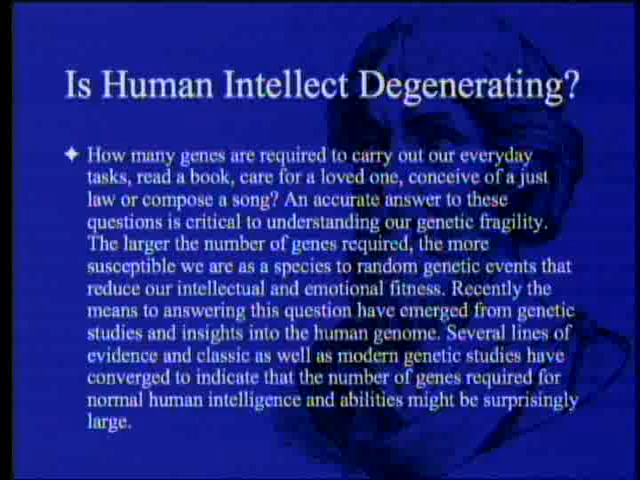 Is Human Intellect Degenerating?
How many genes are required to carry out our everyday
tasks, read a book, care for a loved one, conceive of a just
law or compose a song? An accurate answer to these
questions is critical to understanding our genetic fragility.
The larger the number of genes required, the more
susceptible we are as a species to random genetic events that
reduce our intellectual and emotional fitness. Recently the
means to answering this question have emerged from genetic
studies and insights into the human genome. Several lines of
evidence and classic as well as modern genetic studies have
converged to indicate that the number of genes required for
normal human intelligence and abilities might be surprisingly
large.